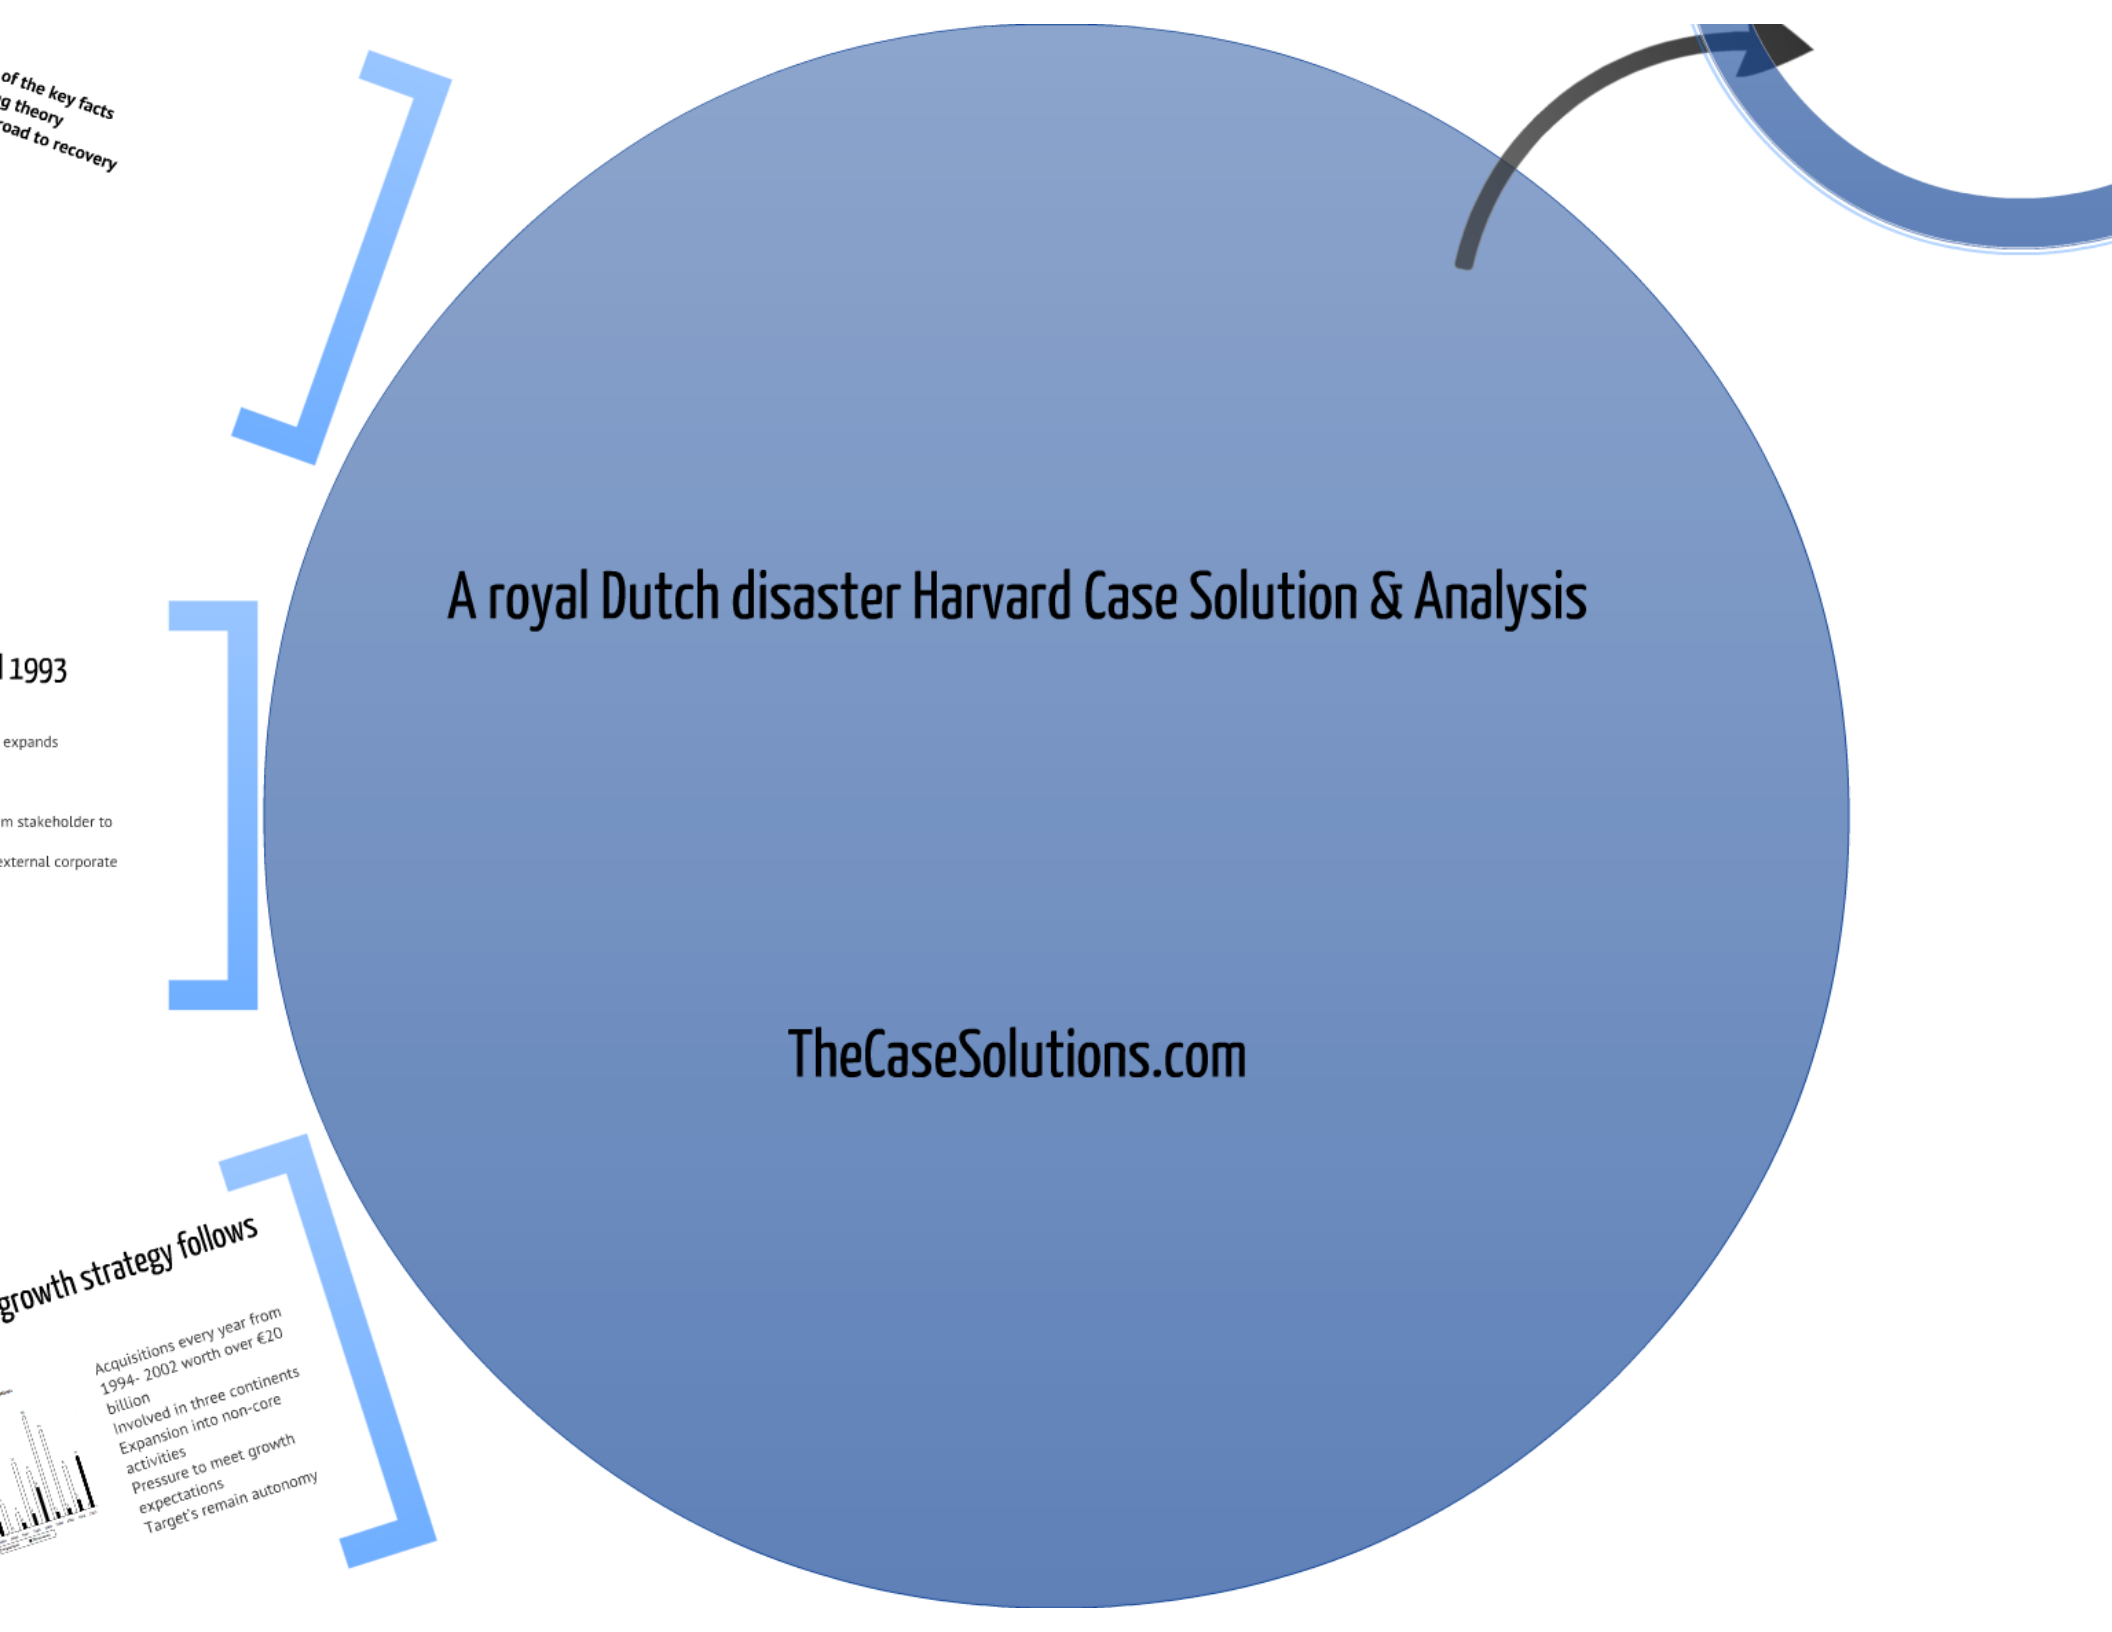 of the key facts
g theory
road to recovery
1993
expands
m stakeholder to
external corporate
A royal Dutch disaster Harvard Case Solution & Analysis
TheCaseSolutions.com
growth strategy follows
Acquisitions every year from
1994- 2002 worth over €20
billion
Involved in three continents
Expansion into non-core
activities
Pressure to meet growth
expectations
Target's remain autonomy